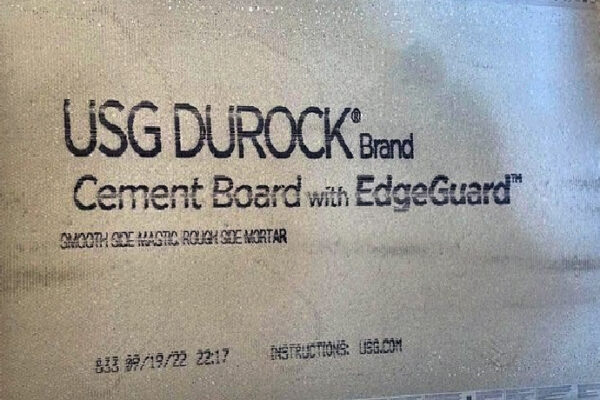 USG DUROCK® Brand
Cement Board with EdgeGuard™
SMOOTH SIDE-MASTIC ROUGH SIDE MORTAR
833 09/19/22 22:17 INSTRUCTIONS: USG.COM